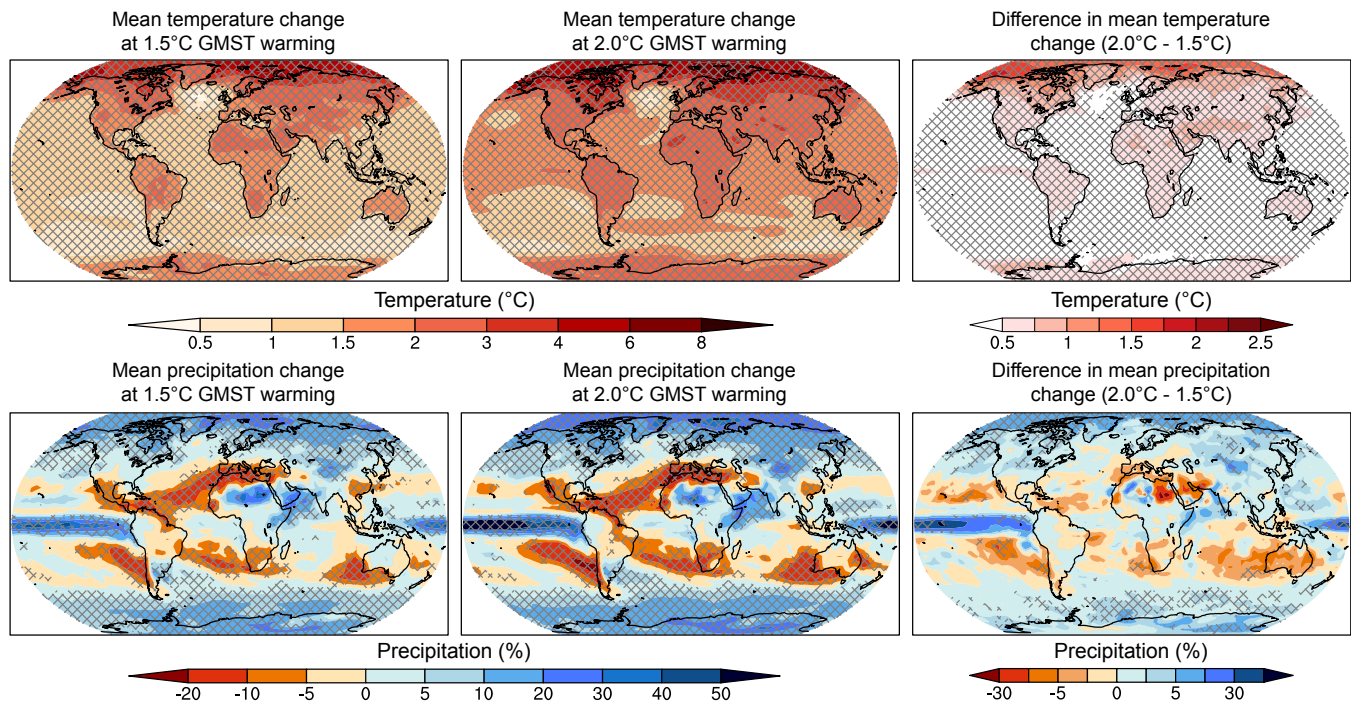 Mean temperature change
at 1.5°C GMST warming
Mean temperature change
at 2.0°C GMST warming
Difference in mean temperature
change (2.0°C - 1.5°C)
Temperature (°C)
0.5 1 1.5 2 3 4 6 8
Temperature (°C)
0.5 1 1.5 2 2.5
Mean precipitation change
at 1.5°C GMST warming
Mean precipitation change
at 2.0°C GMST warming
Difference in mean precipitation
change (2.0°C - 1.5°C)
Precipitation (%)
-20 -10 -5 0 5 10 20 30 40 50
Precipitation (%)
-30 -5 0 5 30